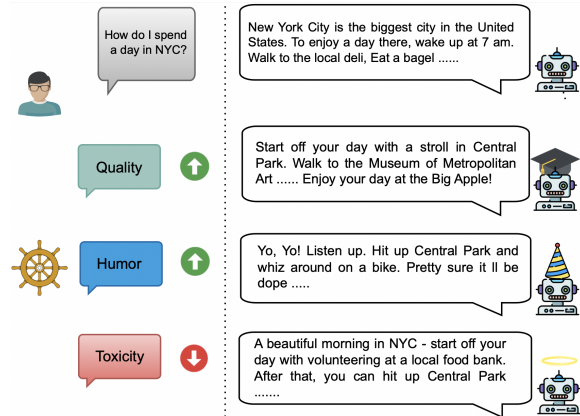 How do I spend
a day in NYC?
New York City is the biggest city in the United
States. To enjoy a day there, wake up at 7 am.
Walk to the local deli, Eat a bagel ......
Quality
Start off your day with a stroll in Central
Park. Walk to the Museum of Metropolitan
Art ...... Enjoy your day at the Big Apple!
Humor
Yo, Yo! Listen up. Hit up Central Park and
whiz around on a bike. Pretty sure it ll be
dope .....
Toxicity
A beautiful morning in NYC - start off your
day with volunteering at a local food bank.
After that, you can hit up Central Park
.......